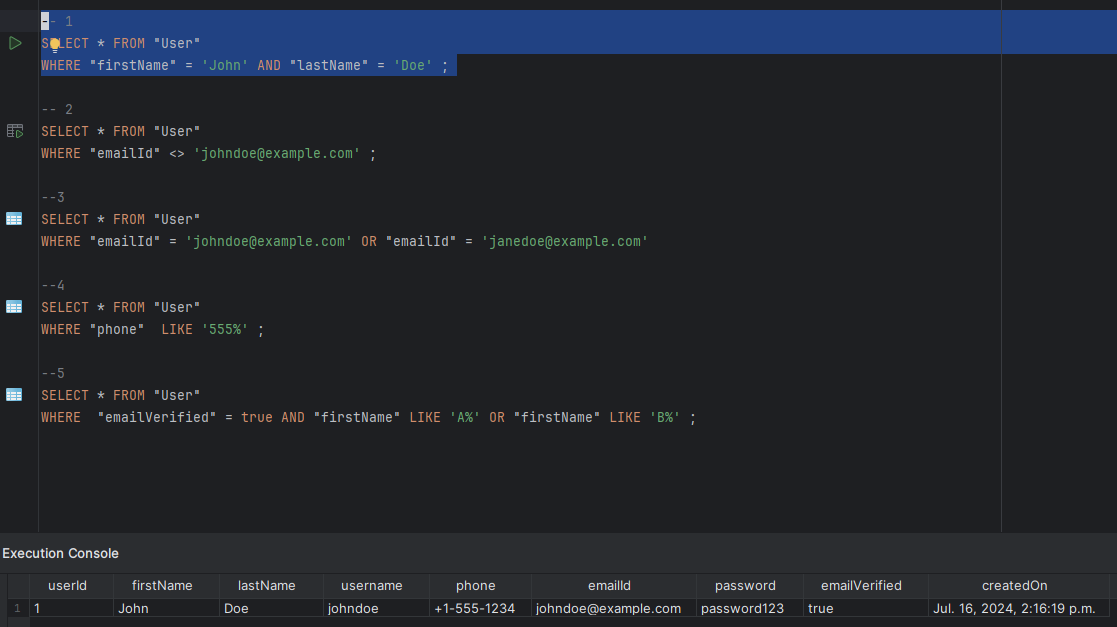 -- 1
SELECT * FROM "User"
WHERE "firstName" = 'John' AND "lastName" = 'Doe' ;
-- 2
SELECT * FROM "User"
WHERE "emailId" <> 'johndoe@example.com' ;
--3
SELECT * FROM "User"
WHERE "emailId" = 'johndoe@example.com' OR "emailId" = 'janedoe@example.com'
--4
SELECT * FROM "User"
WHERE "phone"  LIKE '555%' ;
--5
SELECT * FROM "User"
WHERE  "emailVerified" = true AND "firstName" LIKE 'A%' OR "firstName" LIKE 'B%' ;
Execution Console
userId firstName lastName username phone emailId password emailVerified createdOn
1 1 John Doe johndoe +1-555-1234 johndoe@example.com password123 true Jul. 16, 2024, 2:16:19 p.m.